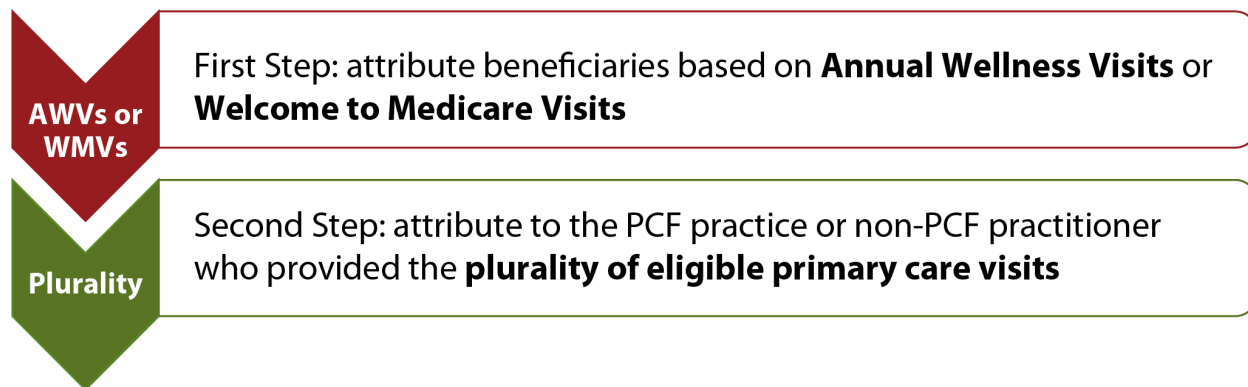 AWVs or
WMVs
First Step: attribute beneficiaries based on Annual Wellness Visits or
Welcome to Medicare Visits
Plurality
Second Step: attribute to the PCF practice or non-PCF practitioner
who provided the plurality of eligible primary care visits